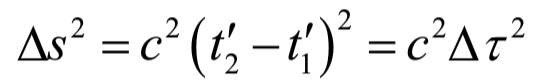 Δs² = c² (t′₂ − t′₁)² = c²Δτ²